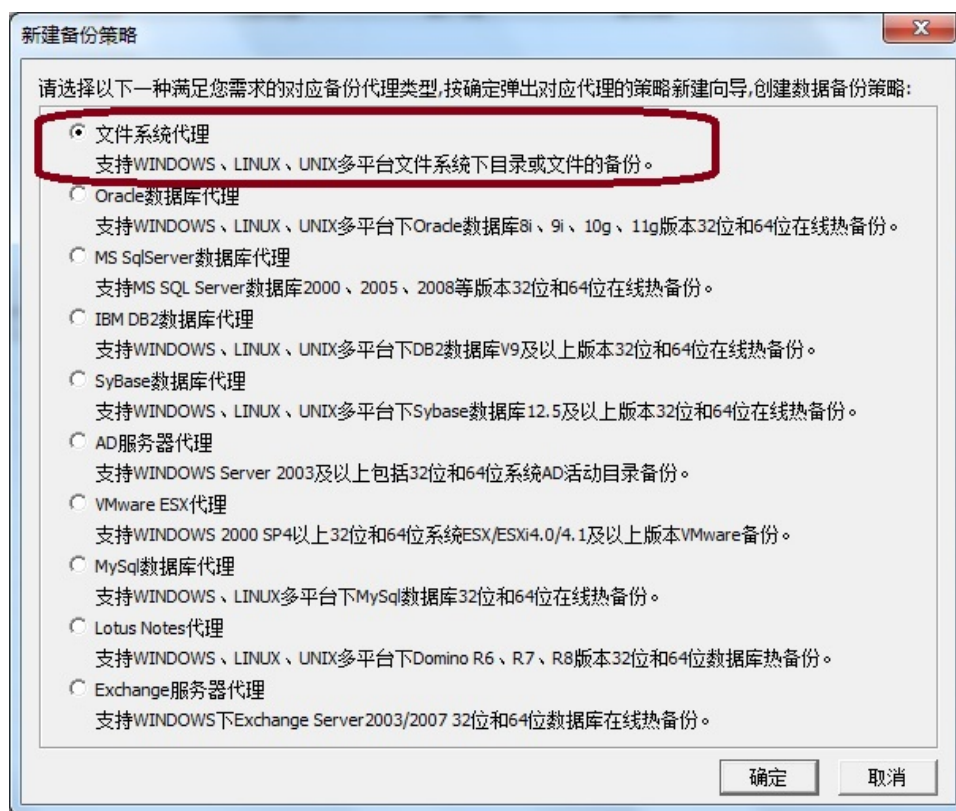 新建备份策略
请选择以下一种满足您需求的对应备份代理类型,按确定弹出对应代理的策略新建向导,创建数据备份策略:
文件系统代理
支持WINDOWS、LINUX、UNIX多平台文件系统下目录或文件的备份。
Oracle数据库代理
支持WINDOWS、LINUX、UNIX多平台下Oracle数据库8i、9i、10g、11g版本32位和64位在线热备份。
MS SqlServer数据库代理
支持MS SQL Server数据库2000、2005、2008等版本32位和64位在线热备份。
IBM DB2数据库代理
支持WINDOWS、LINUX、UNIX多平台下DB2数据库V9及以上版本32位和64位在线热备份。
SyBase数据库代理
支持WINDOWS、LINUX、UNIX多平台下Sybase数据库12.5及以上版本32位和64位在线热备份。
AD服务器代理
支持WINDOWS Server 2003及以上包括32位和64位系统AD活动目录备份。
VMware ESX代理
支持WINDOWS 2000 SP4以上32位和64位系统ESX/ESXi4.0/4.1及以上版本VMware备份。
MySql数据库代理
支持WINDOWS、LINUX多平台下MySql数据库32位和64位在线热备份。
Lotus Notes代理
支持WINDOWS、LINUX、UNIX多平台下Domino R6、R7、R8版本32位和64位数据库热备份。
Exchange服务器代理
支持WINDOWS下Exchange Server2003/2007 32位和64位数据库在线热备份。
确定 取消